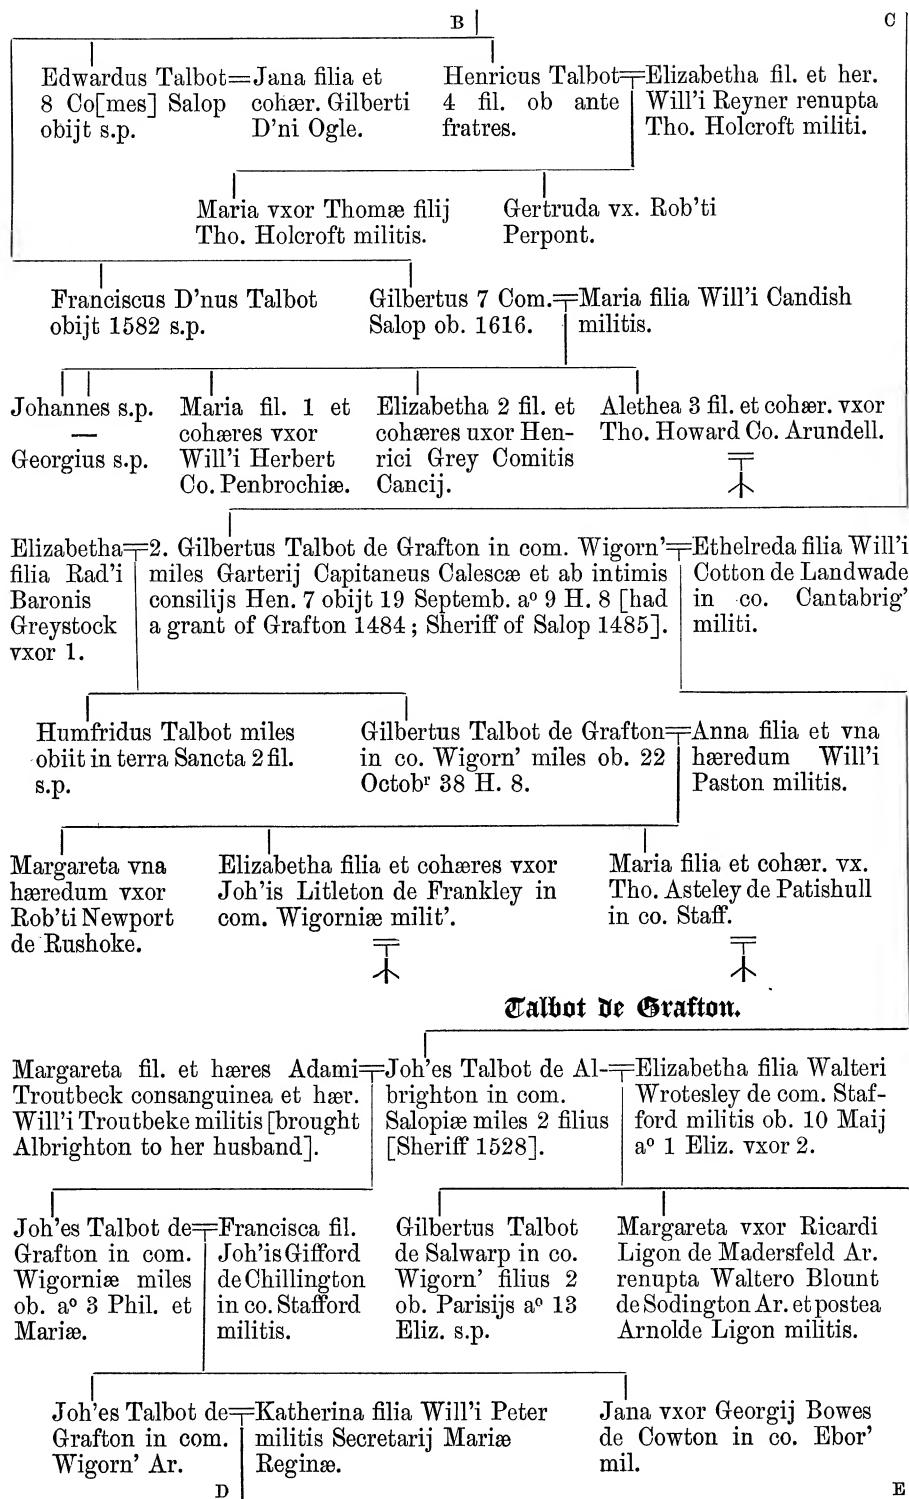 B
C
Edwardus Talbot
8 Co[mes] Salop
obijt s.p.
Jana filia et
cohær. Gilberti
D'ni Ogle.
Henricus Talbot
4 fil. ob ante
fratres.
Elizabetha fil. et her.
Will'i Reyner renupta
Tho. Holcroft militi.
Maria vxor Thomæ filij
Tho. Holcroft militis.
Gertruda vx. Rob'ti
Perpont.
Franciscus D'nus Talbot
obijt 1582 s.p.
Gilbertus 7 Com.
Salop ob. 1616.
Maria filia Will'i Candish
militis.
Johannes s.p.
—
Georgius s.p.
Maria fil. 1 et
cohæres vxor
Will'i Herbert
Co. Penbrochiæ.
Elizabetha 2 fil. et
cohæres uxor Hen-
rici Grey Comitis
Cancij.
Alethea 3 fil. et cohær. vxor
Tho. Howard Co. Arundell.
Elizabetha
filia Rad'i
Baronis
Greystock
vxor 1.
2. Gilbertus Talbot de Grafton in com. Wigorn'
miles Garterij Capitaneus Calescæ et ab intimis
consilijs Hen. 7 obijt 19 Septemb. aº 9 H. 8 [had
a grant of Grafton 1484; Sheriff of Salop 1485].
Ethelreda filia Will'i
Cotton de Landwade
in co. Cantabrig'
militi.
Humfridus Talbot miles
obiit in terra Sancta 2 fil.
s.p.
Gilbertus Talbot de Grafton
in co. Wigorn' miles ob. 22
Octobʳ 38 H. 8.
Anna filia et vna
hæredum Will'i
Paston militis.
Margareta vna
hæredum vxor
Rob'ti Newport
de Rushoke.
Elizabetha filia et cohæres vxor
Joh'is Litleton de Frankley in
com. Wigorniæ milit'.
Maria filia et cohær. vx.
Tho. Asteley de Patishull
in co. Staff.
Talbot de Grafton.
Margareta fil. et hæres Adami
Troutbeck consanguinea et hær.
Will'i Troutbeke militis [brought
Albrighton to her husband].
Joh'es Talbot de Al-
brighton in com.
Salopiæ miles 2 filius
[Sheriff 1528].
Elizabetha filia Walteri
Wrotesley de com. Staf-
ford militis ob. 10 Maij
aº 1 Eliz. vxor 2.
Joh'es Talbot de
Grafton in com.
Wigorniæ miles
ob. aº 3 Phil. et
Mariæ.
Francisca fil.
Joh'is Gifford
de Chillington
in co. Stafford
militis.
Gilbertus Talbot
de Salwarp in co.
Wigorn' filius 2
ob. Parisijs aº 13
Eliz. s.p.
Margareta vxor Ricardi
Ligon de Madersfeld Ar.
renupta Waltero Blount
de Sodington Ar. et postea
Arnolde Ligon militis.
Joh'es Talbot de
Grafton in com.
Wigorn' Ar.
Katherina filia Will'i Peter
militis Secretarij Mariæ
Reginæ.
Jana vxor Georgij Bowes
de Cowton in co. Ebor'
mil.
D
E